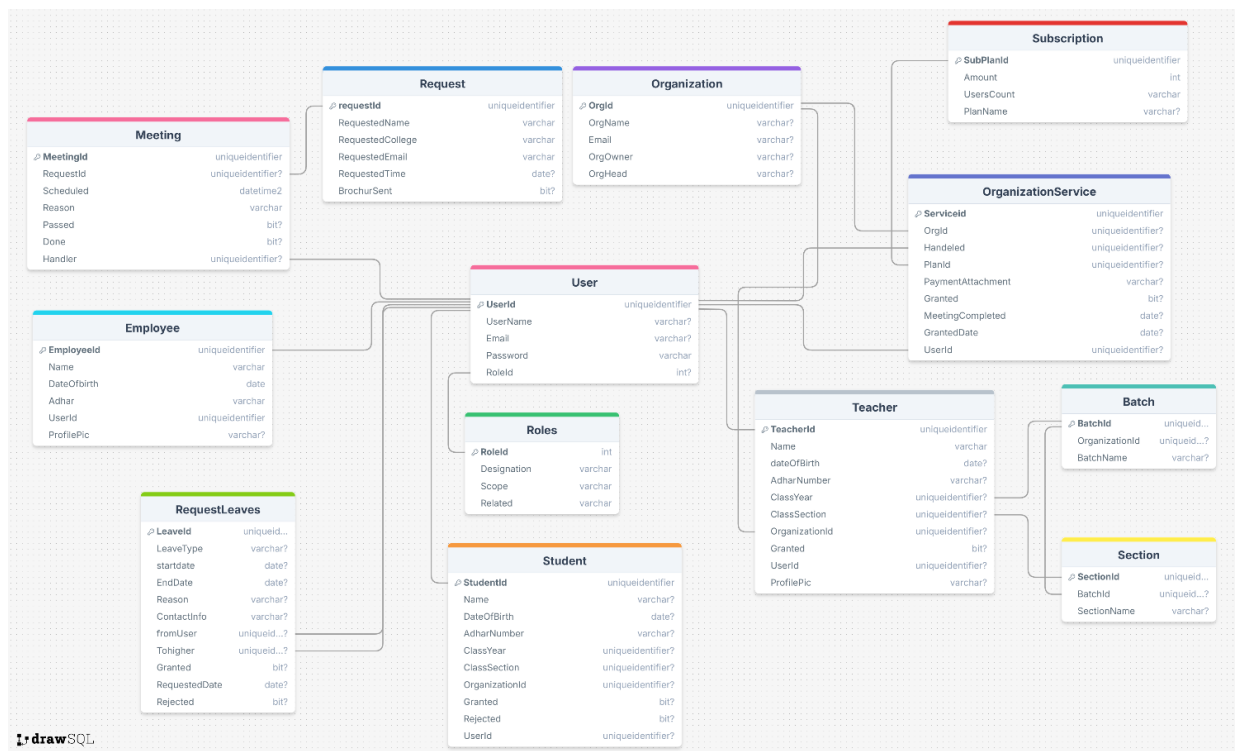 Subscription
SubPlanId uniqueidentifier
Amount int
UsersCount varchar
PlanName varchar?
Request
requestId uniqueidentifier
RequestedName varchar
RequestedCollege varchar
RequestedEmail varchar
RequestedTime date?
BrochurSent bit?
Organization
OrgId uniqueidentifier
OrgName varchar?
Email varchar?
OrgOwner varchar?
OrgHead varchar?
Meeting
MeetingId uniqueidentifier
RequestId uniqueidentifier?
Scheduled datetime2
Reason varchar
Passed bit?
Done bit?
Handler uniqueidentifier?
OrganizationService
ServiceId uniqueidentifier
OrgId uniqueidentifier?
Handeled uniqueidentifier?
PlanId uniqueidentifier?
PaymentAttachment varchar?
Granted bit?
MeetingCompleted date?
GrantedDate date?
UserId uniqueidentifier?
User
UserId uniqueidentifier
UserName varchar?
Email varchar?
Password varchar
RoleId int?
Employee
EmployeeId uniqueidentifier
Name varchar
DateOfbirth date
Adhar varchar
UserId uniqueidentifier
ProfilePic varchar?
Teacher
TeacherId uniqueidentifier
Name varchar
dateOfBirth date?
AdharNumber varchar?
ClassYear uniqueidentifier?
ClassSection uniqueidentifier?
OrganizationId uniqueidentifier?
Granted bit?
UserId uniqueidentifier?
ProfilePic varchar?
Batch
BatchId uniqueid...
OrganizationId uniqueid...?
BatchName varchar?
Roles
RoleId int
Designation varchar
Scope varchar
Related varchar
RequestLeaves
LeaveId uniqueid...
LeaveType varchar?
startdate date?
EndDate date?
Reason varchar?
ContactInfo varchar?
fromUser uniqueid...?
Tohigher uniqueid...?
Granted bit?
RequestedDate date?
Rejected bit?
Student
StudentId uniqueidentifier
Name varchar?
DateOfBirth date?
AdharNumber varchar?
ClassYear uniqueidentifier?
ClassSection uniqueidentifier?
OrganizationId uniqueidentifier?
Granted bit?
Rejected bit?
UserId uniqueidentifier?
Section
SectionId uniqueid...
BatchId uniqueid...?
SectionName varchar?
drawSQL